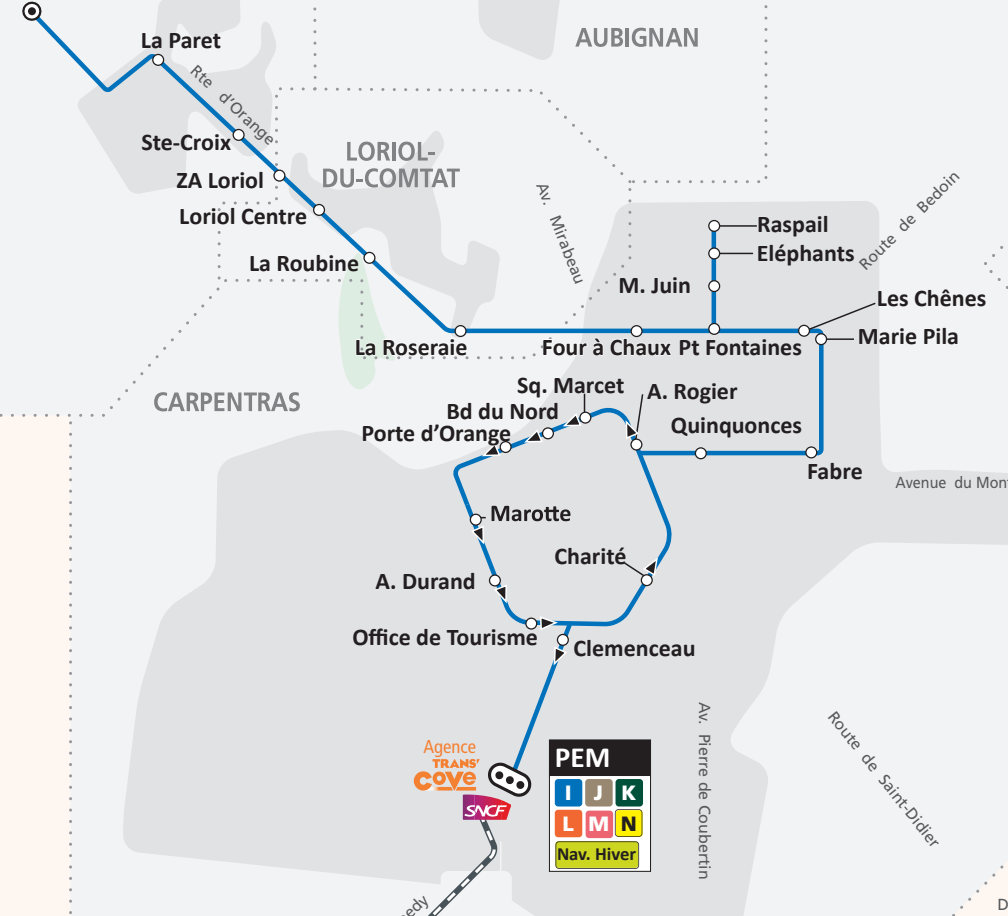 AUBIGNAN
La Paret
Rte d'Orange
Ste-Croix
LORIOL-
DU-COMTAT
ZA Loriol
Loriol Centre
Av. Mirabeau
Route de Bedoin
Raspail
Eléphants
La Roubine
M. Juin
Les Chênes
La Roseraie
Four à Chaux
Pt Fontaines
Marie Pila
CARPENTRAS
Sq. Marcet
A. Rogier
Bd du Nord
Quinquonces
Porte d'Orange
Fabre
Avenue du Mont
Marotte
Charité
A. Durand
Office de Tourisme
Clemenceau
Av. Pierre de Coubertin
Route de Saint-Didier
Agence
TRANS'
COVE
SNCF
PEM
I J K
L M N
Nav. Hiver
edy
D